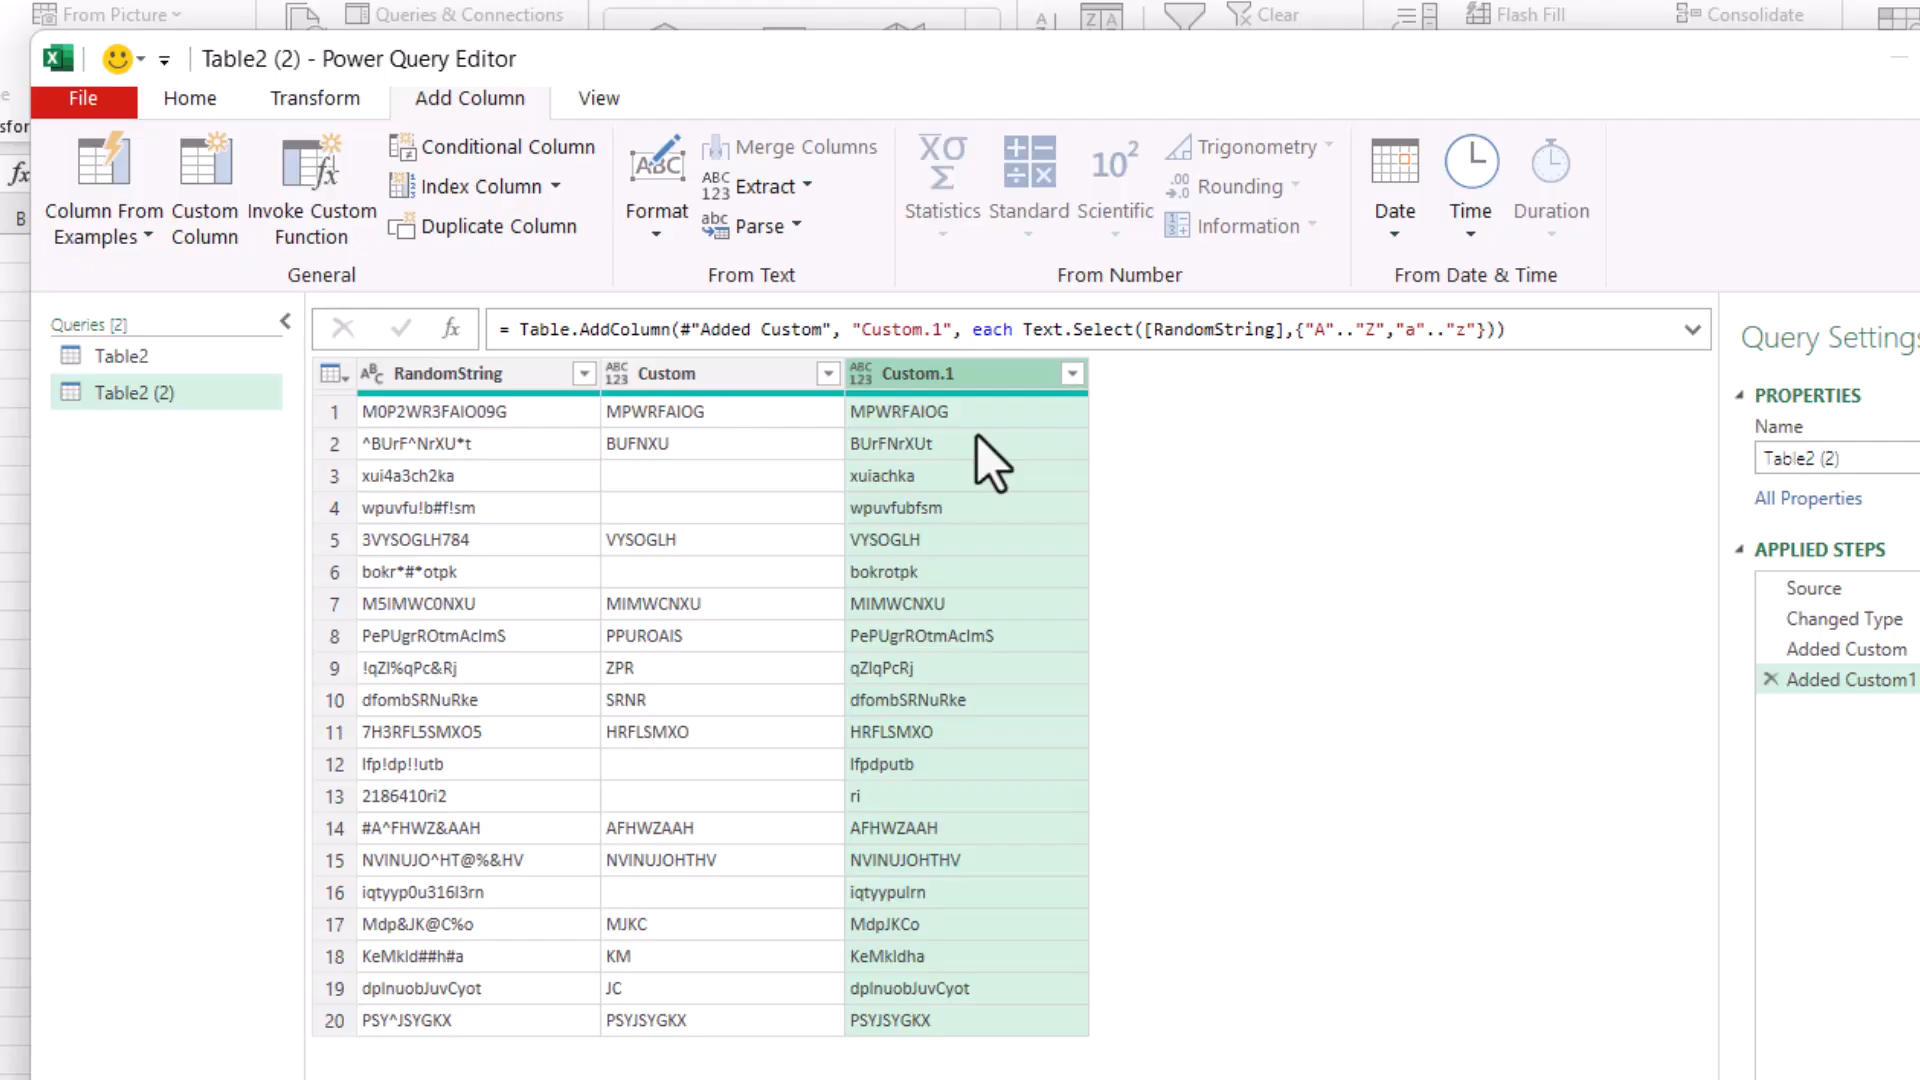 From Picture
Queries & Connections
Clear
Flash Fill
Consolidate
Table2 (2) - Power Query Editor
File
Home
Transform
Add Column
View
Column From Examples
Custom Column
Invoke Custom Function
Conditional Column
Index Column
Duplicate Column
General
Format
Merge Columns
Extract
Parse
From Text
Statistics
Standard
Scientific
Trigonometry
Rounding
Information
From Number
Date
Time
Duration
From Date & Time
Queries [2]
Table2
Table2 (2)
= Table.AddColumn(#"Added Custom", "Custom.1", each Text.Select([RandomString],{"A".."Z","a".."z"}))
RandomString Custom Custom.1
1 M0P2WR3FAIO09G MPWRFAIOG MPWRFAIOG
2 ^BUrF^NrXU*t BUFNXU BUrFNrXUt
3 xui4a3ch2ka xuiachka
4 wpuvfu!b#f!sm wpuvfubfsm
5 3VYSOGLH784 VYSOGLH VYSOGLH
6 bokr*#*otpk bokrotpk
7 M5IMWC0NXU MIMWCNXU MIMWCNXU
8 PePUgrROtmAcImS PPUROAIS PePUgrROtmAcImS
9 !qZl%qPc&Rj ZPR qZlqPcRj
10 dfombSRNuRke SRNR dfombSRNuRke
11 7H3RFL5SMXO5 HRFLSMXO HRFLSMXO
12 lfp!dp!!utb lfpdputb
13 2186410ri2 ri
14 #A^FHWZ&AAH AFHWZAAH AFHWZAAH
15 NVINUJO^HT@%&HV NVINUJOHTHV NVINUJOHTHV
16 iqtyyp0u316l3rn iqtyypulrn
17 Mdp&JK@C%o MJKC MdpJKCo
18 KeMkld##h#a KM KeMkldha
19 dplnuobJuvCyot JC dplnuobJuvCyot
20 PSY^JSYGKX PSYJSYGKX PSYJSYGKX
Query Settings
PROPERTIES
Name
Table2 (2)
All Properties
APPLIED STEPS
Source
Changed Type
Added Custom
Added Custom1